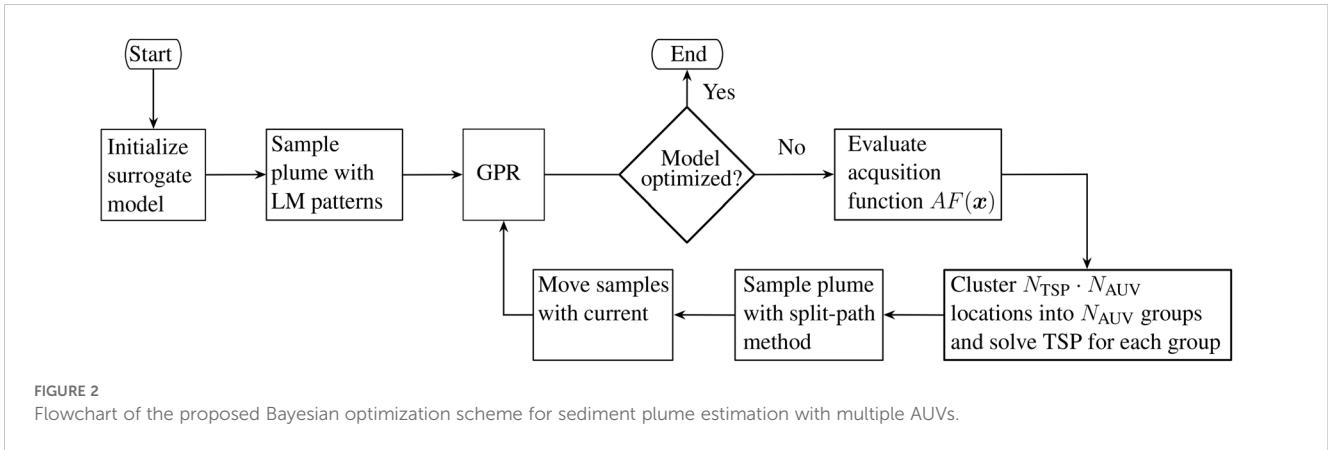 Start
End
Yes
Initialize
surrogate
model
Sample
plume with
LM patterns
GPR
Model
optimized?
No
Evaluate
acqusition
function AF(x)
Move samples
with current
Sample plume
with split-path
method
Cluster N_TSP · N_AUV
locations into N_AUV groups
and solve TSP for each group
FIGURE 2
Flowchart of the proposed Bayesian optimization scheme for sediment plume estimation with multiple AUVs.